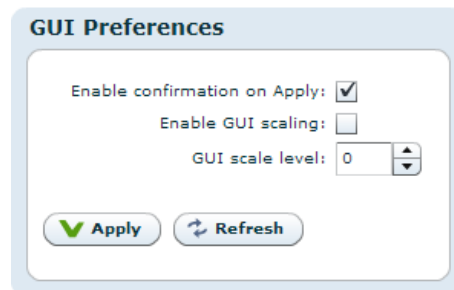 GUI Preferences
Enable confirmation on Apply:
Enable GUI scaling:
GUI scale level: 0
Apply Refresh